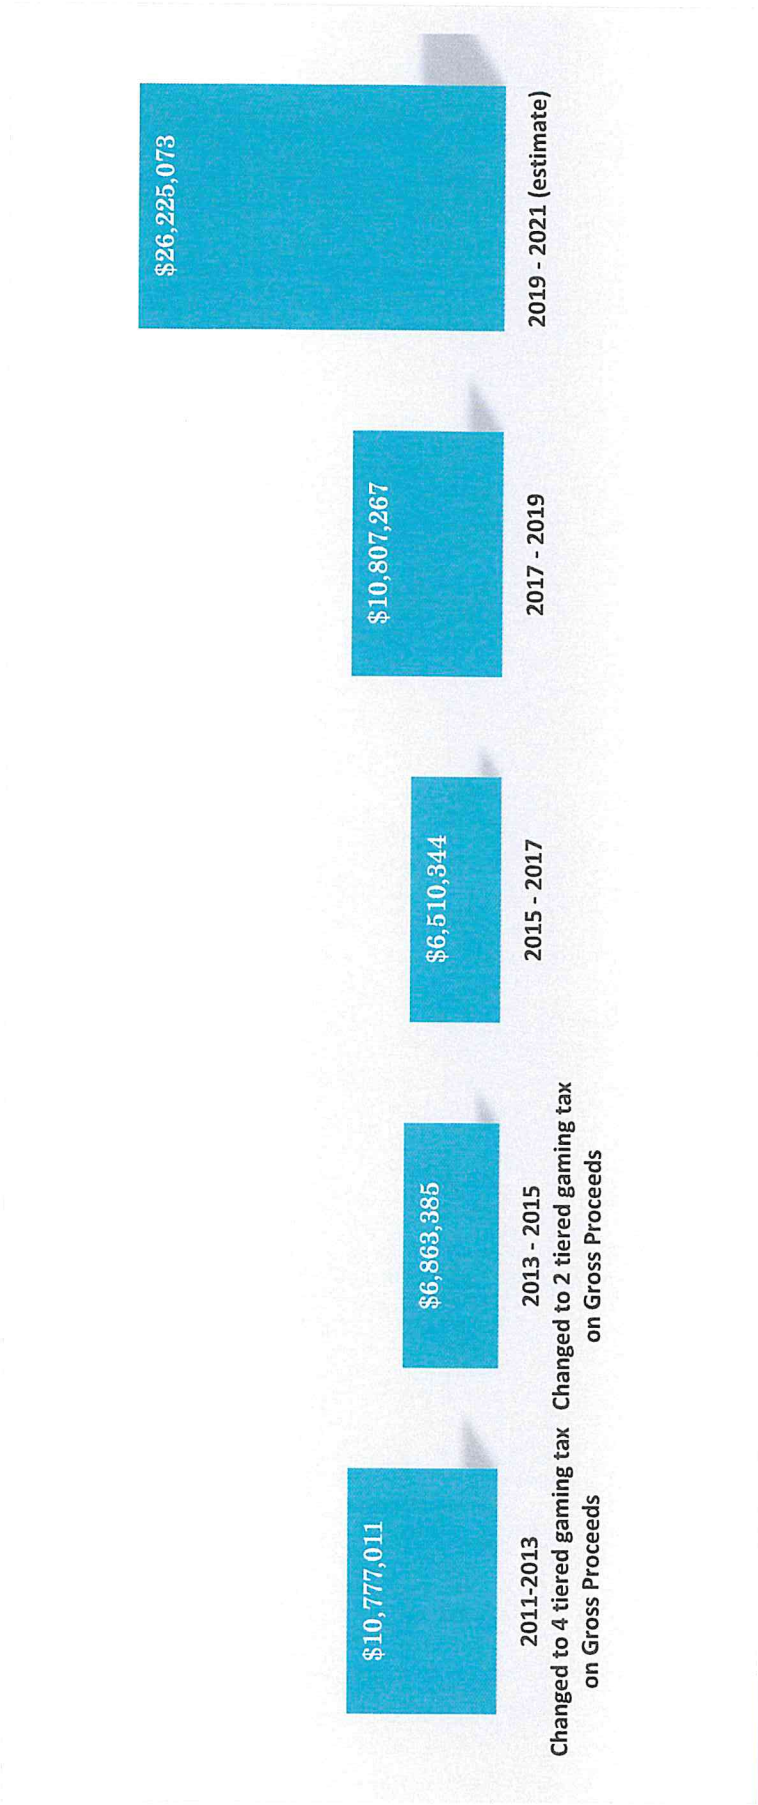 $10,777,011
$6,863,385
$6,510,344
$10,807,267
$26,225,073
2011-2013
Changed to 4 tiered gaming tax
on Gross Proceeds
2013 - 2015
Changed to 2 tiered gaming tax
on Gross Proceeds
2015 - 2017
2017 - 2019
2019 - 2021 (estimate)